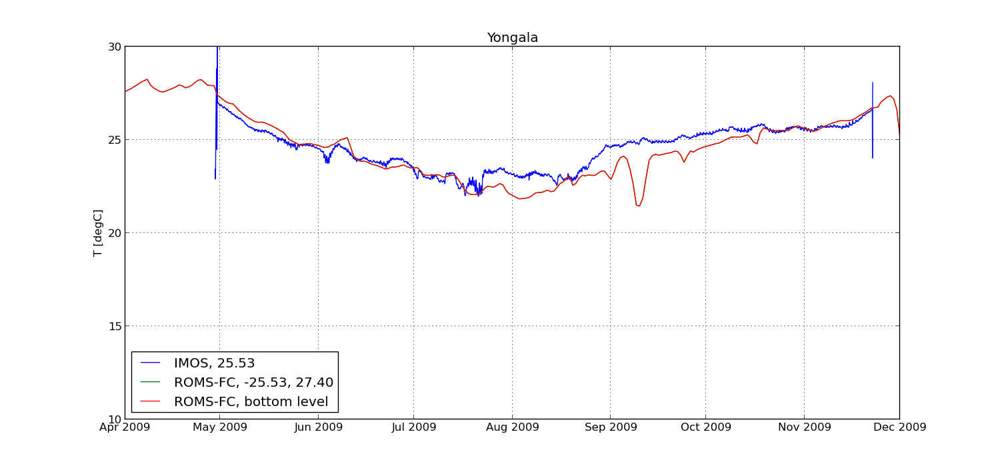 Yongala
30
25
20
15
10
T [degC]
IMOS, 25.53
ROMS-FC, -25.53, 27.40
ROMS-FC, bottom level
Apr 2009 May 2009 Jun 2009 Jul 2009 Aug 2009 Sep 2009 Oct 2009 Nov 2009 Dec 2009